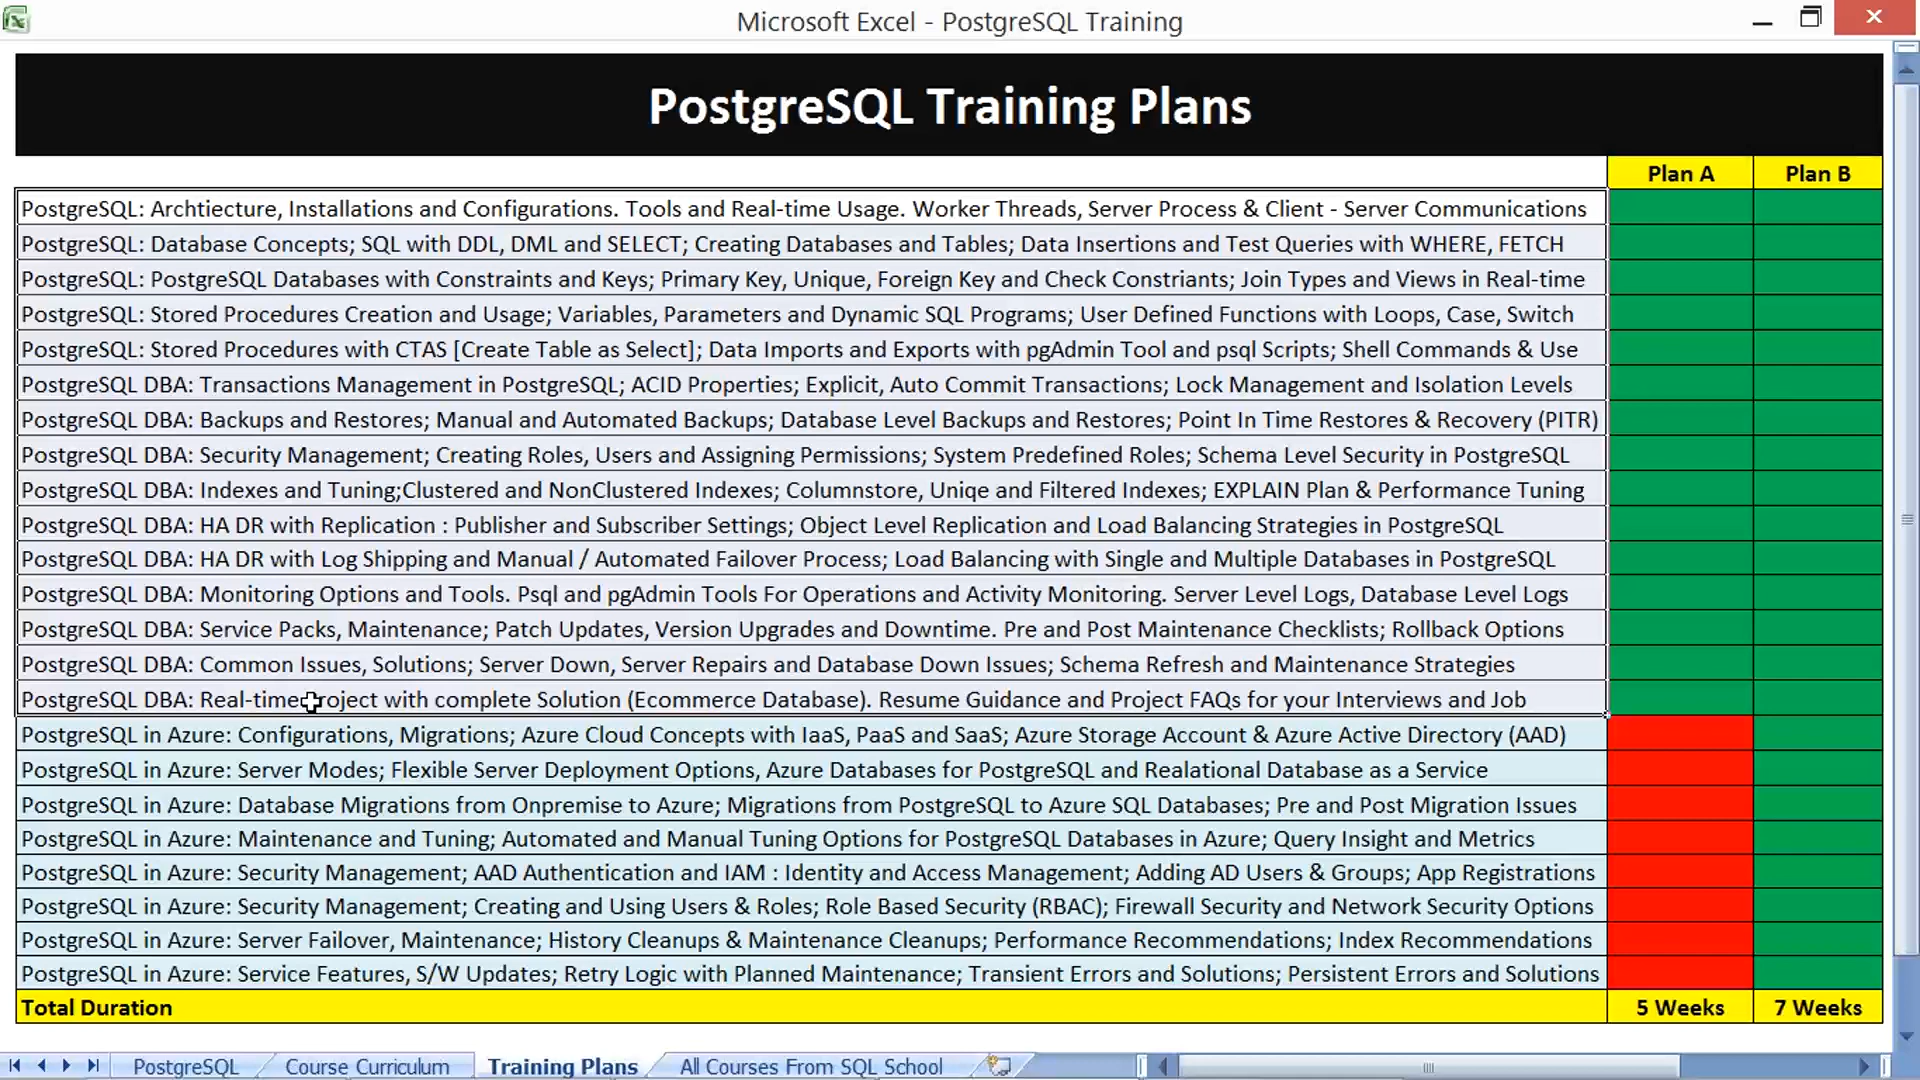 Microsoft Excel - PostgreSQL Training
PostgreSQL Training Plans
Plan A Plan B
PostgreSQL: Archtiecture, Installations and Configurations. Tools and Real-time Usage. Worker Threads, Server Process & Client - Server Communications
PostgreSQL: Database Concepts; SQL with DDL, DML and SELECT; Creating Databases and Tables; Data Insertions and Test Queries with WHERE, FETCH
PostgreSQL: PostgreSQL Databases with Constraints and Keys; Primary Key, Unique, Foreign Key and Check Constriants; Join Types and Views in Real-time
PostgreSQL: Stored Procedures Creation and Usage; Variables, Parameters and Dynamic SQL Programs; User Defined Functions with Loops, Case, Switch
PostgreSQL: Stored Procedures with CTAS [Create Table as Select]; Data Imports and Exports with pgAdmin Tool and psql Scripts; Shell Commands & Use
PostgreSQL DBA: Transactions Management in PostgreSQL; ACID Properties; Explicit, Auto Commit Transactions; Lock Management and Isolation Levels
PostgreSQL DBA: Backups and Restores; Manual and Automated Backups; Database Level Backups and Restores; Point In Time Restores & Recovery (PITR)
PostgreSQL DBA: Security Management; Creating Roles, Users and Assigning Permissions; System Predefined Roles; Schema Level Security in PostgreSQL
PostgreSQL DBA: Indexes and Tuning;Clustered and NonClustered Indexes; Columnstore, Uniqe and Filtered Indexes; EXPLAIN Plan & Performance Tuning
PostgreSQL DBA: HA DR with Replication : Publisher and Subscriber Settings; Object Level Replication and Load Balancing Strategies in PostgreSQL
PostgreSQL DBA: HA DR with Log Shipping and Manual / Automated Failover Process; Load Balancing with Single and Multiple Databases in PostgreSQL
PostgreSQL DBA: Monitoring Options and Tools. Psql and pgAdmin Tools For Operations and Activity Monitoring. Server Level Logs, Database Level Logs
PostgreSQL DBA: Service Packs, Maintenance; Patch Updates, Version Upgrades and Downtime. Pre and Post Maintenance Checklists; Rollback Options
PostgreSQL DBA: Common Issues, Solutions; Server Down, Server Repairs and Database Down Issues; Schema Refresh and Maintenance Strategies
PostgreSQL DBA: Real-time Project with complete Solution (Ecommerce Database). Resume Guidance and Project FAQs for your Interviews and Job
PostgreSQL in Azure: Configurations, Migrations; Azure Cloud Concepts with IaaS, PaaS and SaaS; Azure Storage Account & Azure Active Directory (AAD)
PostgreSQL in Azure: Server Modes; Flexible Server Deployment Options, Azure Databases for PostgreSQL and Realational Database as a Service
PostgreSQL in Azure: Database Migrations from Onpremise to Azure; Migrations from PostgreSQL to Azure SQL Databases; Pre and Post Migration Issues
PostgreSQL in Azure: Maintenance and Tuning; Automated and Manual Tuning Options for PostgreSQL Databases in Azure; Query Insight and Metrics
PostgreSQL in Azure: Security Management; AAD Authentication and IAM : Identity and Access Management; Adding AD Users & Groups; App Registrations
PostgreSQL in Azure: Security Management; Creating and Using Users & Roles; Role Based Security (RBAC); Firewall Security and Network Security Options
PostgreSQL in Azure: Server Failover, Maintenance; History Cleanups & Maintenance Cleanups; Performance Recommendations; Index Recommendations
PostgreSQL in Azure: Service Features, S/W Updates; Retry Logic with Planned Maintenance; Transient Errors and Solutions; Persistent Errors and Solutions
Total Duration 5 Weeks 7 Weeks
PostgreSQL Course Curriculum Training Plans All Courses From SQL School